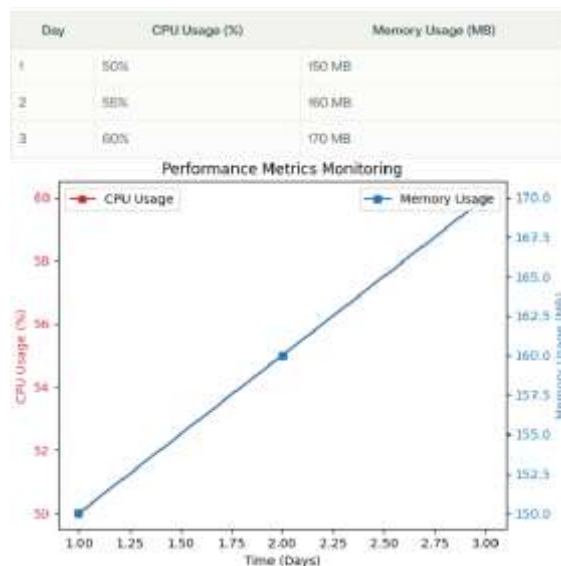 Day CPU Usage (%) Memory Usage (MB)
1 50% 150 MB
2 55% 160 MB
3 60% 170 MB
Performance Metrics Monitoring
CPU Usage
Memory Usage
60
58
56
54
52
50
CPU Usage (%)
170.0
167.5
165.0
162.5
160.0
157.5
155.0
152.5
150.0
Memory Usage (MB)
1.00 1.25 1.50 1.75 2.00 2.25 2.50 2.75 3.00
Time (Days)